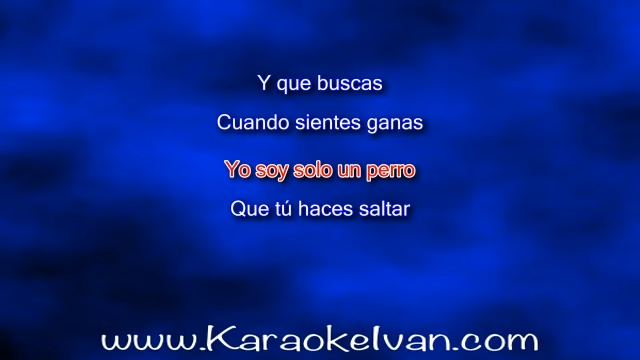 Y que buscas
Cuando sientes ganas
Yo soy solo un perro
Que tú haces saltar
www.KaraokeIvan.com